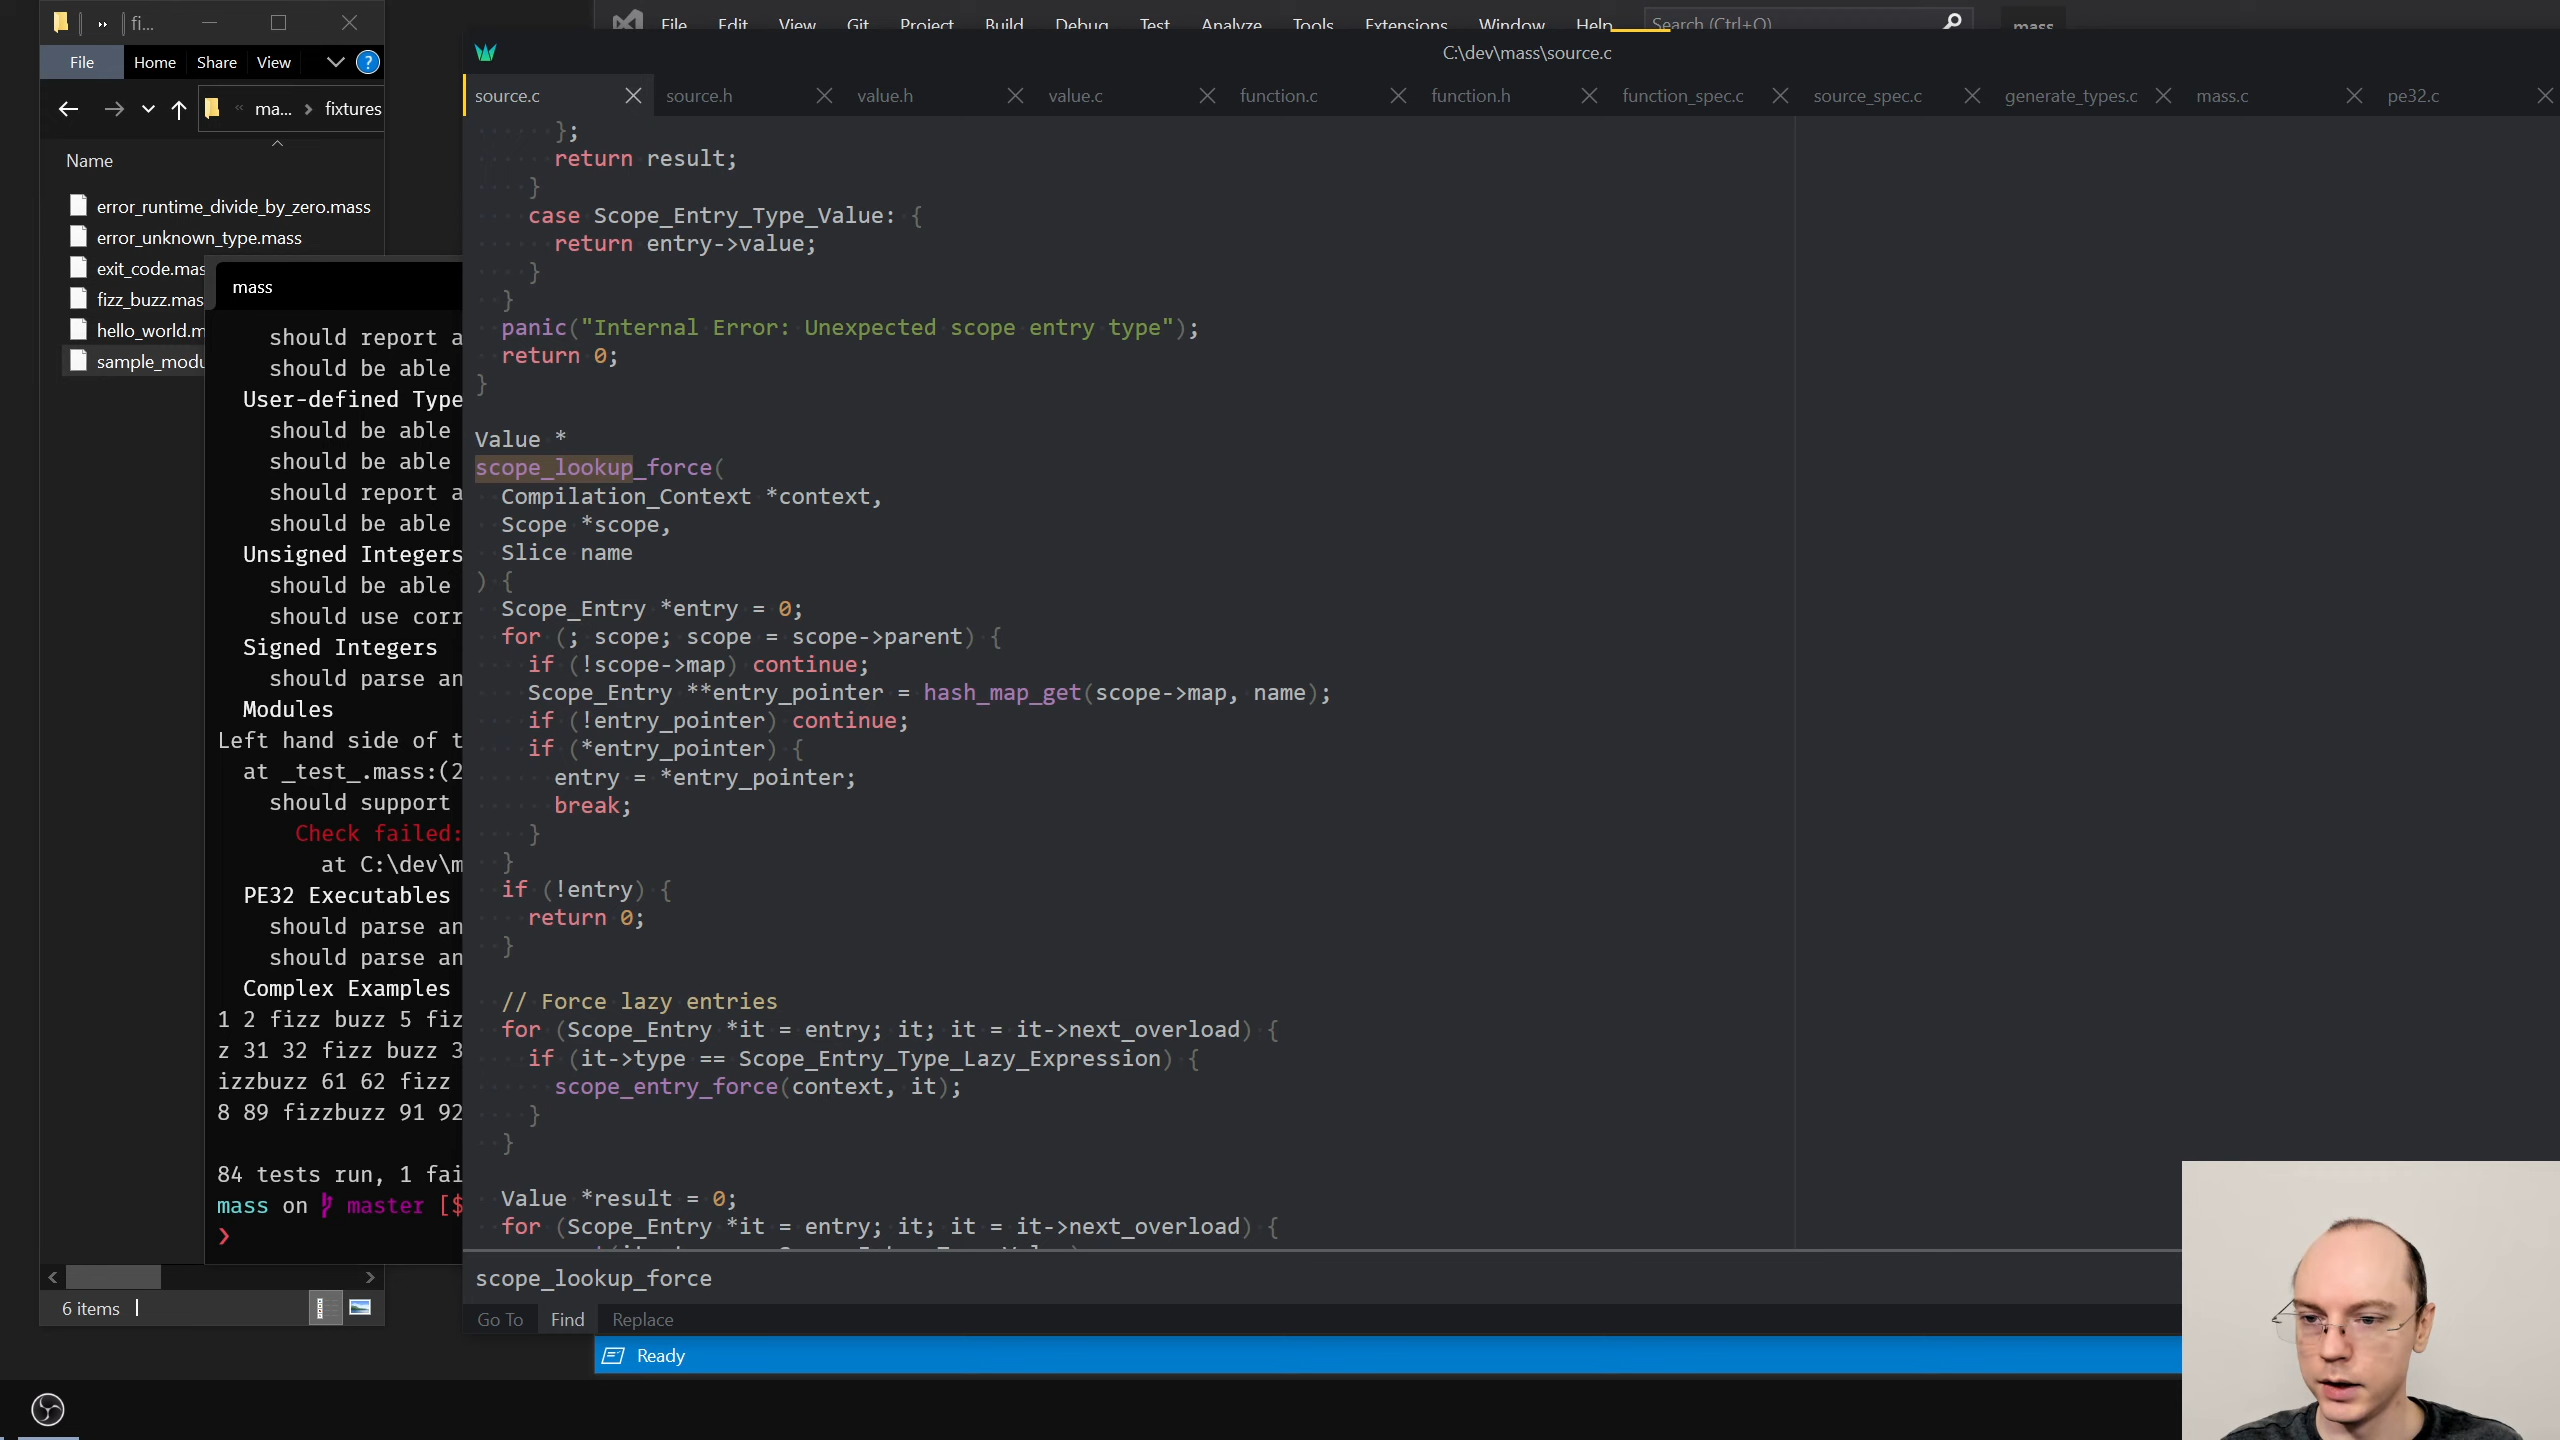 fi...
File Edit View Git Project Build Debug Test Analyze Tools Extensions Window Help Search (Ctrl+Q) mass
File Home Share View
C:\dev\mass\source.c
source.c source.h value.h value.c function.c function.h function_spec.c source_spec.c generate_types.c mass.c pe32.c
« ma... › fixtures
Name
error_runtime_divide_by_zero.mass
error_unknown_type.mass
exit_code.mas
fizz_buzz.mas
hello_world.m
sample_modu
6 items
mass
should report a
should be able
User-defined Type
should be able
should be able
should report a
should be able
Unsigned Integers
should be able
should use corr
Signed Integers
should parse an
Modules
Left hand side of t
at _test_.mass:(2
should support
Check failed:
at C:\dev\m
PE32 Executables
should parse an
should parse an
Complex Examples
1 2 fizz buzz 5 fiz
z 31 32 fizz buzz 3
izzbuzz 61 62 fizz
8 89 fizzbuzz 91 92
84 tests run, 1 fai
mass on master [$
❯
};
return result;
}
case Scope_Entry_Type_Value: {
return entry->value;
}
}
panic("Internal Error: Unexpected scope entry type");
return 0;
}
Value *
scope_lookup_force(
Compilation_Context *context,
Scope *scope,
Slice name
) {
Scope_Entry *entry = 0;
for (; scope; scope = scope->parent) {
if (!scope->map) continue;
Scope_Entry **entry_pointer = hash_map_get(scope->map, name);
if (!entry_pointer) continue;
if (*entry_pointer) {
entry = *entry_pointer;
break;
}
}
if (!entry) {
return 0;
}
// Force lazy entries
for (Scope_Entry *it = entry; it; it = it->next_overload) {
if (it->type == Scope_Entry_Type_Lazy_Expression) {
scope_entry_force(context, it);
}
}
Value *result = 0;
for (Scope_Entry *it = entry; it; it = it->next_overload) {
scope_lookup_force
Go To Find Replace
Ready